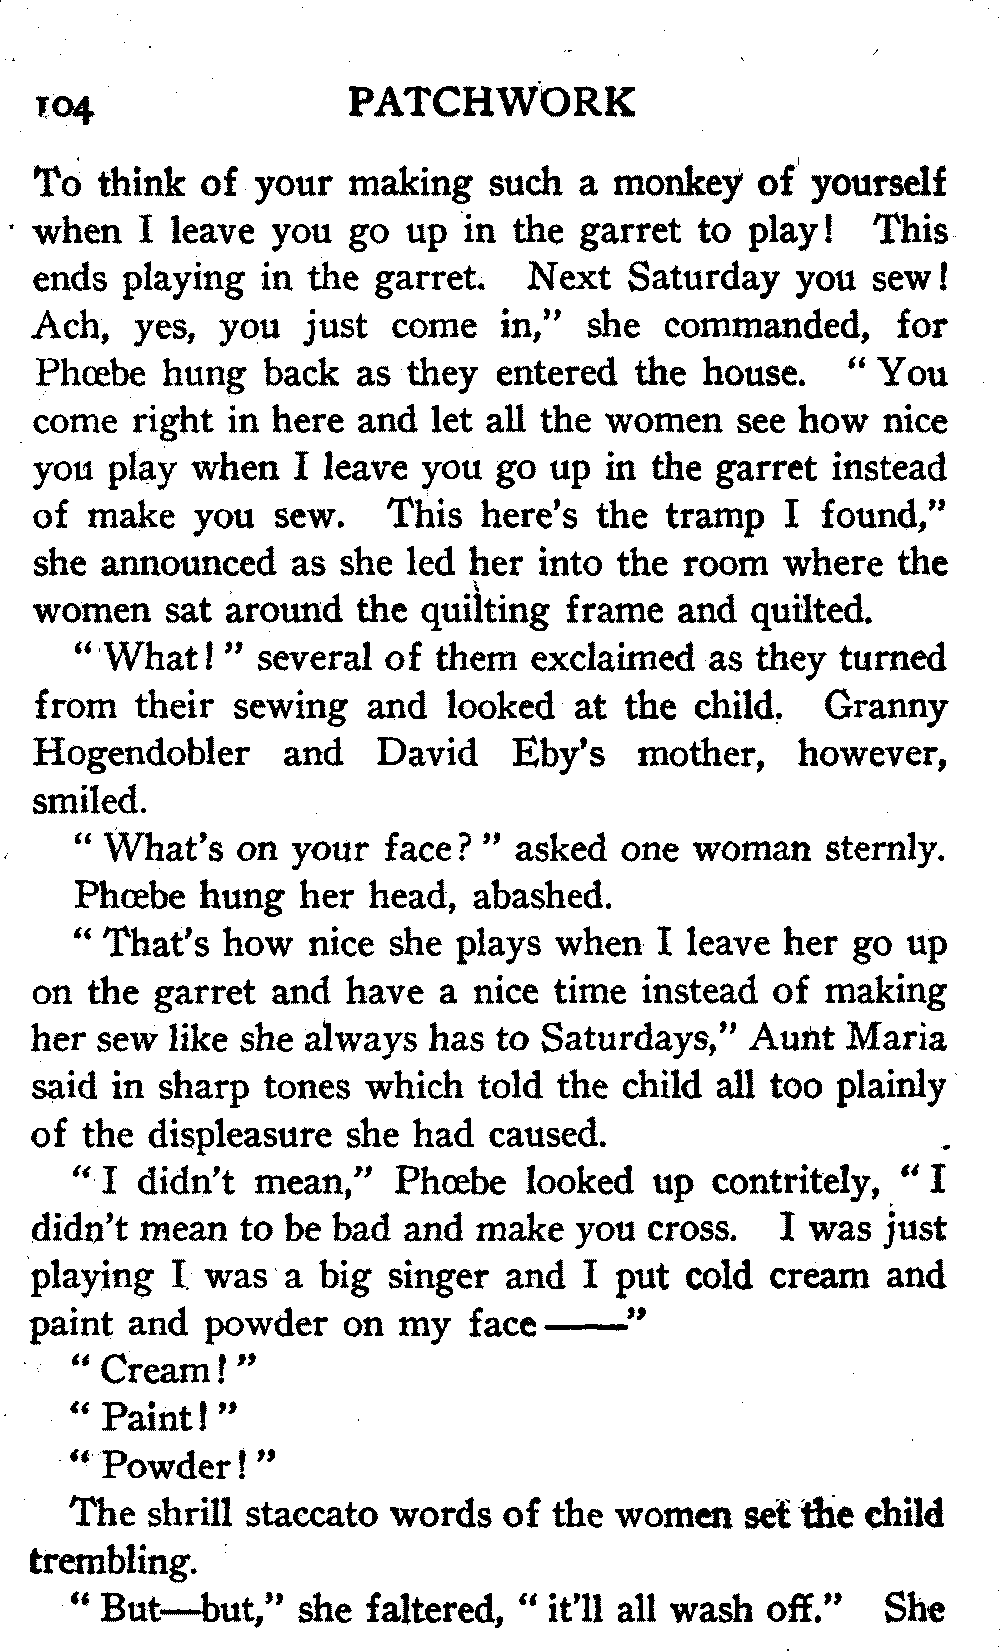 104 PATCHWORK
To think of your making such a monkey of yourself
when I leave you go up in the garret to play! This
ends playing in the garret. Next Saturday you sew!
Ach, yes, you just come in,” she commanded, for
Phœbe hung back as they entered the house. “ You
come right in here and let all the women see how nice
you play when I leave you go up in the garret instead
of make you sew. This here’s the tramp I found,”
she announced as she led her into the room where the
women sat around the quilting frame and quilted.
“ What! ” several of them exclaimed as they turned
from their sewing and looked at the child. Granny
Hogendobler and David Eby’s mother, however,
smiled.
“ What’s on your face? ” asked one woman sternly.
Phœbe hung her head, abashed.
“ That’s how nice she plays when I leave her go up
on the garret and have a nice time instead of making
her sew like she always has to Saturdays,” Aunt Maria
said in sharp tones which told the child all too plainly
of the displeasure she had caused.
“ I didn’t mean,” Phœbe looked up contritely, “ I
didn’t mean to be bad and make you cross. I was just
playing I was a big singer and I put cold cream and
paint and powder on my face——”
“ Cream! ”
“ Paint! ”
“ Powder! ”
The shrill staccato words of the women set the child
trembling.
“ But—but,” she faltered, “ it’ll all wash off.” She